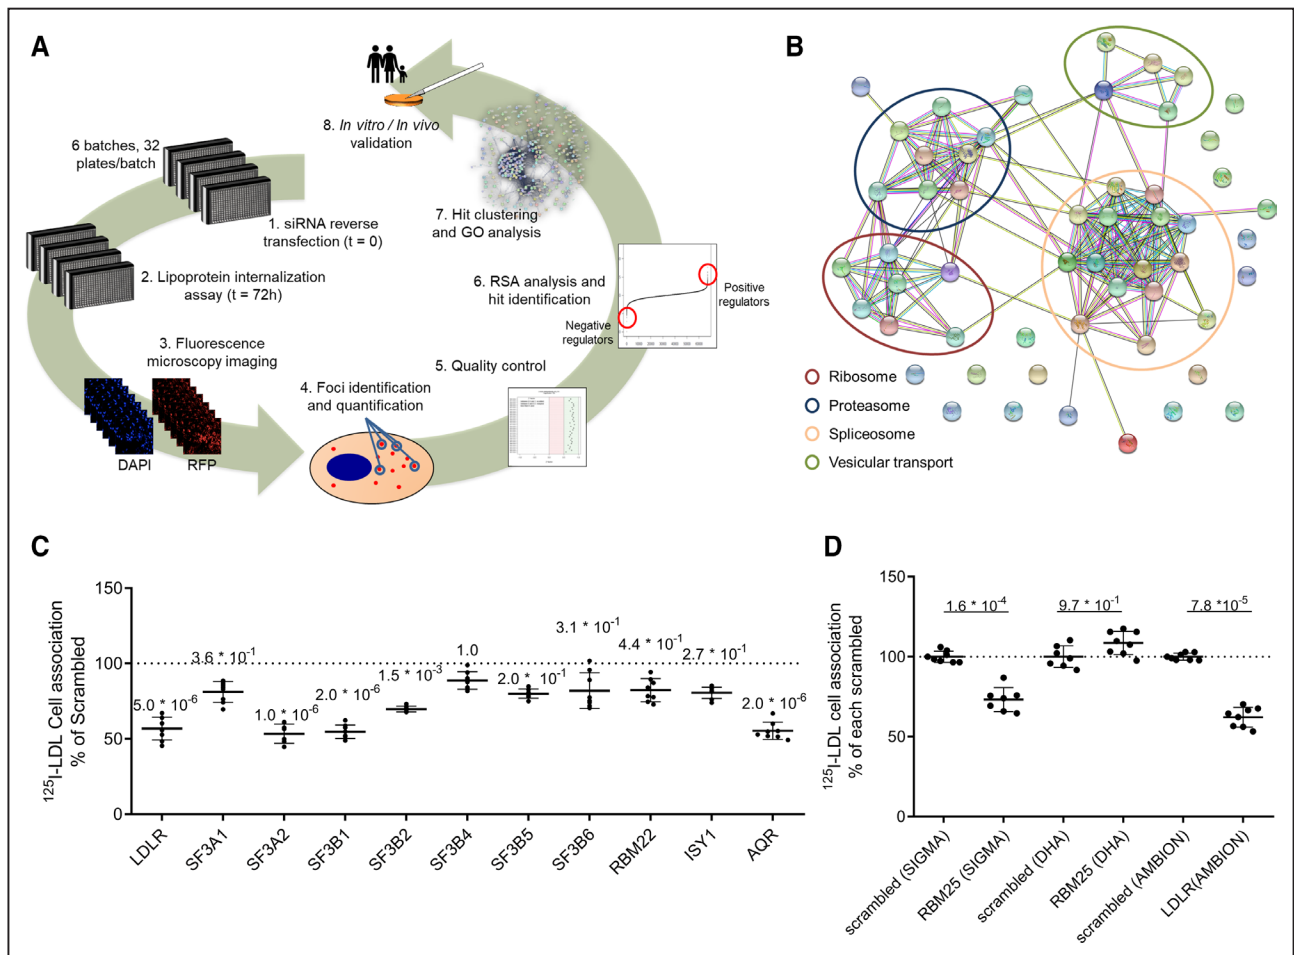 A
6 batches, 32
plates/batch
1. siRNA reverse
transfection (t = 0)
2. Lipoprotein internalization
assay (t = 72h)
3. Fluorescence
microscopy imaging
DAPI
RFP
4. Foci identification
and quantification
5. Quality control
6. RSA analysis and
hit identification
Negative
regulators
Positive
regulators
7. Hit clustering
and GO analysis
8. In vitro / In vivo
validation
B
Ribosome
Proteasome
Spliceosome
Vesicular transport
C
125I-LDL Cell association
% of Scrambled
150
100
50
0
5.0 * 10-6
3.6 * 10-1
1.0 * 10-6
2.0 * 10-6
1.5 * 10-3
1.0
2.0 * 10-1
3.1 * 10-1
4.4 * 10-1
2.7 * 10-1
2.0 * 10-6
LDLR
SF3A1
SF3A2
SF3B1
SF3B2
SF3B4
SF3B5
SF3B6
RBM22
ISY1
AQR
D
125I-LDL cell association
% of each scrambled
150
100
50
0
1.6 * 10-4
9.7 * 10-1
7.8 *10-5
scrambled (SIGMA)
RBM25 (SIGMA)
scrambled (DHA)
RBM25 (DHA)
scrambled (AMBION)
LDLR(AMBION)